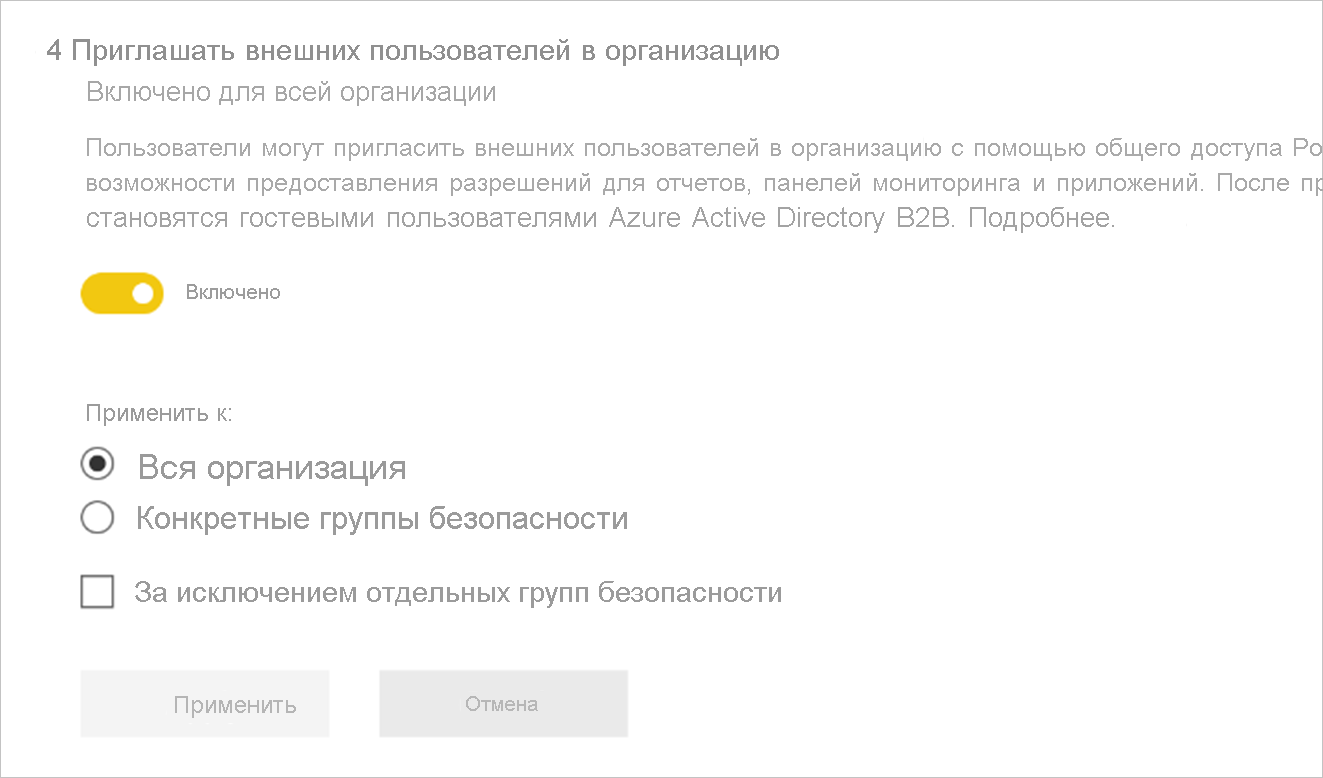 4 Приглашать внешних пользователей в организацию
Включено для всей организации
Пользователи могут пригласить внешних пользователей в организацию с помощью общего доступа Po
возможности предоставления разрешений для отчетов, панелей мониторинга и приложений. После пр
становятся гостевыми пользователями Azure Active Directory B2B. Подробнее.
Включено
Применить к:
Вся организация
Конкретные группы безопасности
За исключением отдельных групп безопасности
Применить Отмена